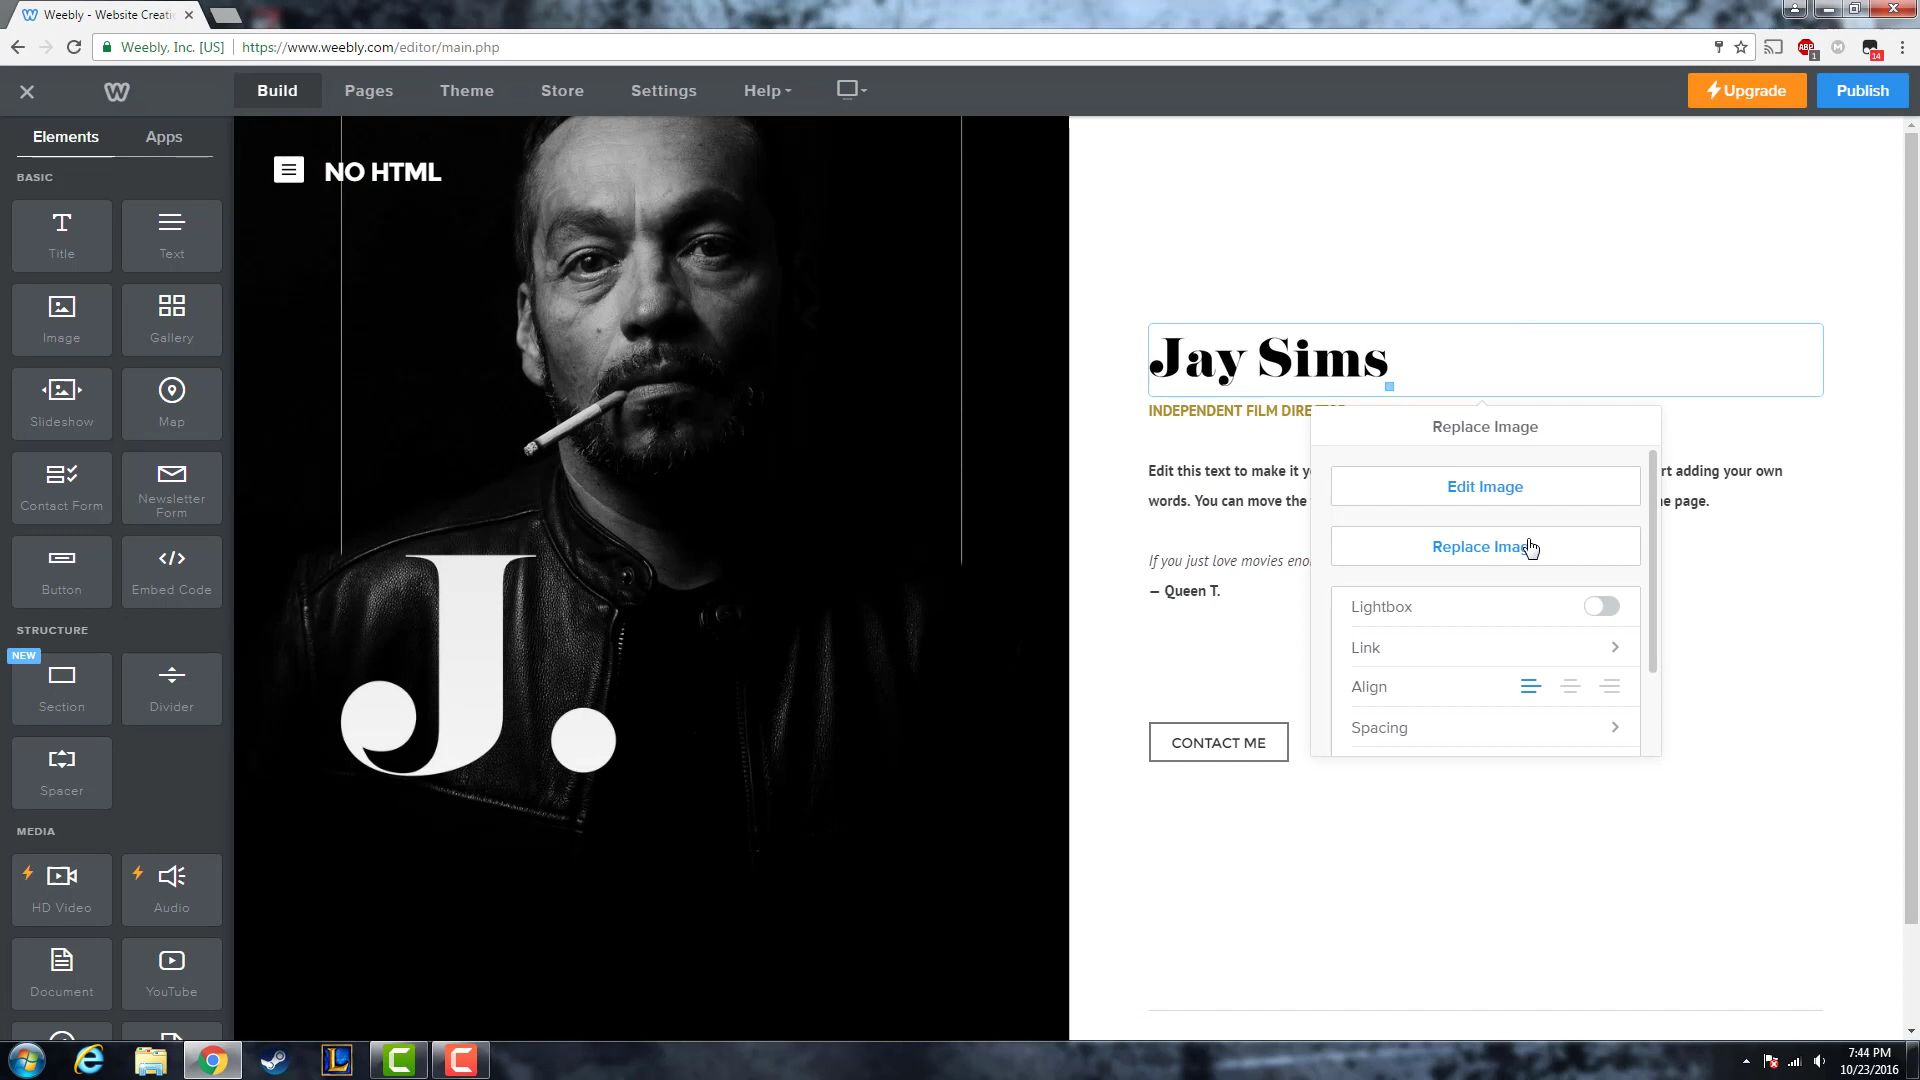 Weebly - Website Creati
Weebly, Inc. [US]
https://www.weebly.com/editor/main.php
ABP
1
M
14
Build
Pages
Theme
Store
Settings
Help
Upgrade
Publish
Elements
Apps
BASIC
Title
Text
Image
Gallery
Slideshow
Map
Contact Form
Newsletter
Form
Button
Embed Code
STRUCTURE
NEW
Section
Divider
Spacer
MEDIA
HD Video
Audio
Document
YouTube
NO HTML
J.
Jay Sims
INDEPENDENT FILM
Edit this text to make it
adding your own
words. You can move the
page.
If you just love movies
— Queen T.
CONTACT ME
Replace Image
Edit Image
Replace Image
Lightbox
Link
Align
Spacing
7:44 PM
10/23/2016